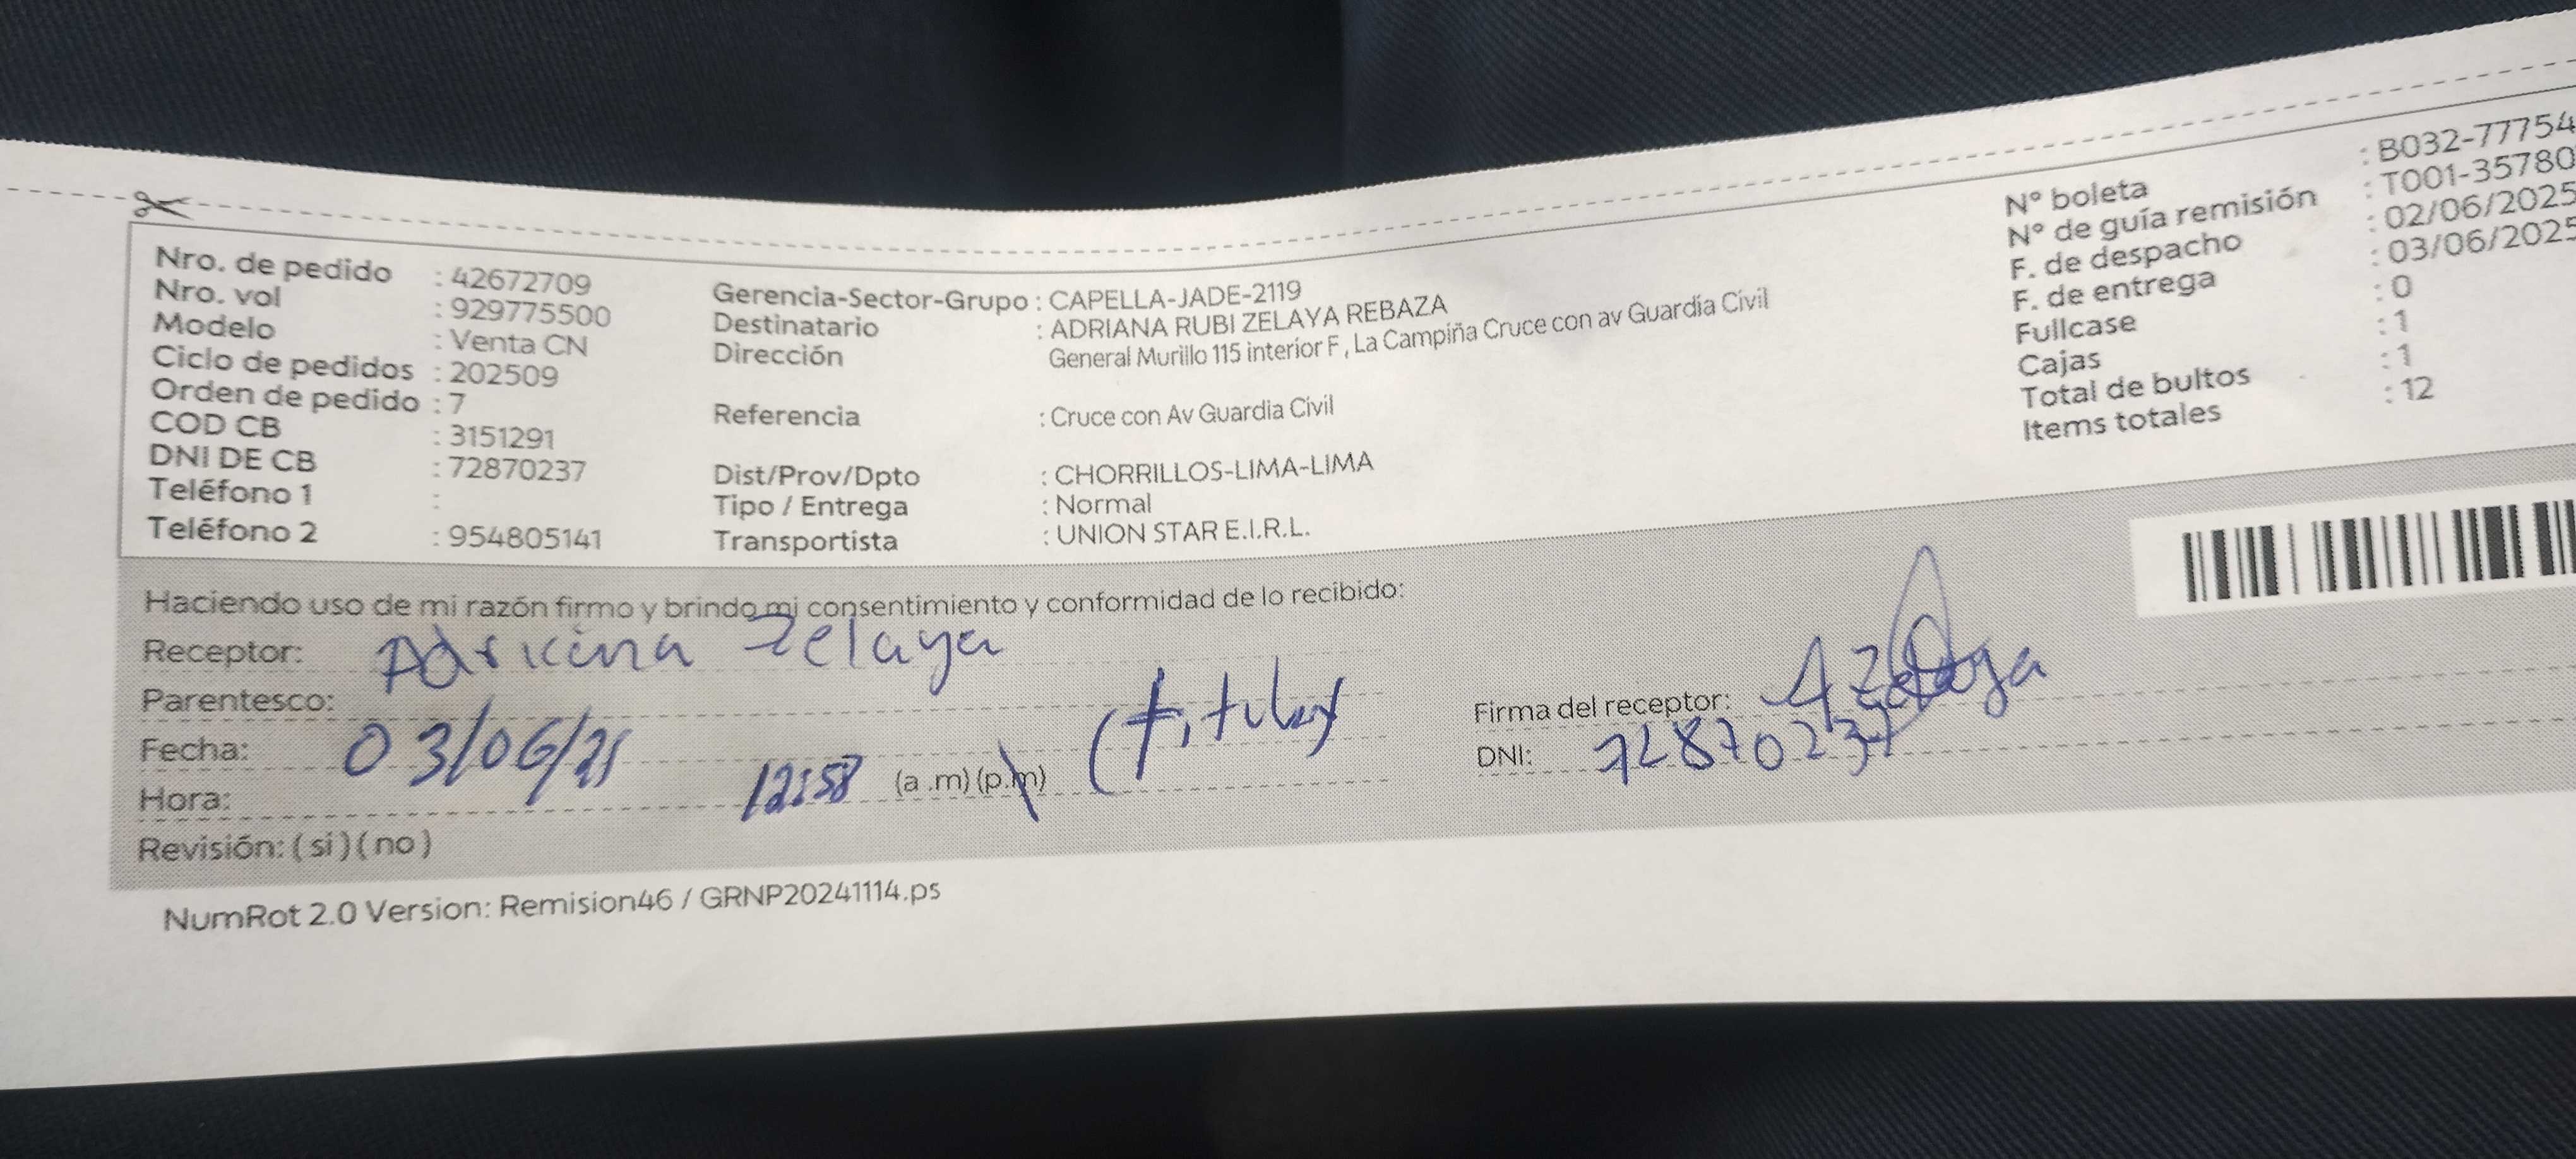 Nro. de pedido : 42672709
Nro. vol : 929775500
Modelo : Venta CN
Ciclo de pedidos : 202509
Orden de pedido : 7
COD CB : 3151291
DNI DE CB : 72870237
Teléfono 1 :
Teléfono 2 : 954805141
Gerencia-Sector-Grupo : CAPELLA-JADE-2119
Destinatario : ADRIANA RUBI ZELAYA REBAZA
Dirección General Murillo 115 interior F , La Campiña Cruce con av Guardia Civil
Referencia : Cruce con Av Guardia Civil
Dist/Prov/Dpto : CHORRILLOS-LIMA-LIMA
Tipo / Entrega : Normal
Transportista : UNION STAR E.I.R.L.
N° boleta : B032-77754
N° de guía remisión : T001-35780
F. de despacho : 02/06/2025
F. de entrega : 03/06/2025
Fullcase : 0
Cajas : 1
Total de bultos : 1
Items totales : 12
Haciendo uso de mi razón firmo y brindo mi consentimiento y conformidad de lo recibido:
Receptor: Adriana Zelaya
Parentesco: (titular
Fecha: 03/06/25
Hora: 12:58 (a .m) (p.m)
Revisión: ( si ) ( no )
Firma del receptor: AZelaya
DNI: 72870237
NumRot 2.0 Version: Remision46 / GRNP20241114.ps